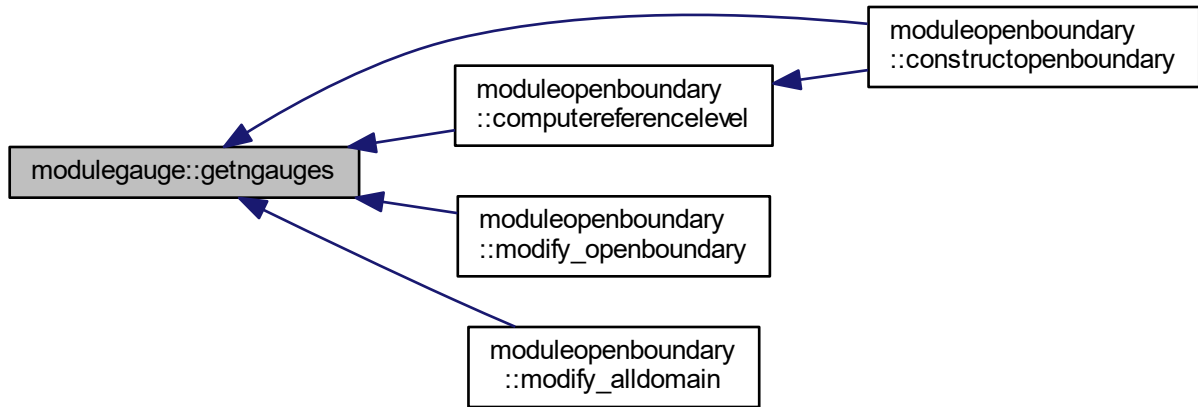 moduleopenboundary
::constructopenboundary
moduleopenboundary
::computereferencelevel
modulegauge::getngauges
moduleopenboundary
::modify_openboundary
moduleopenboundary
::modify_alldomain